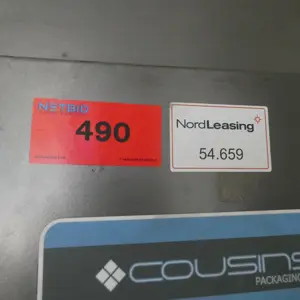 NETBID
490
NordLeasing
54.659
COUSINS
PACKAGING